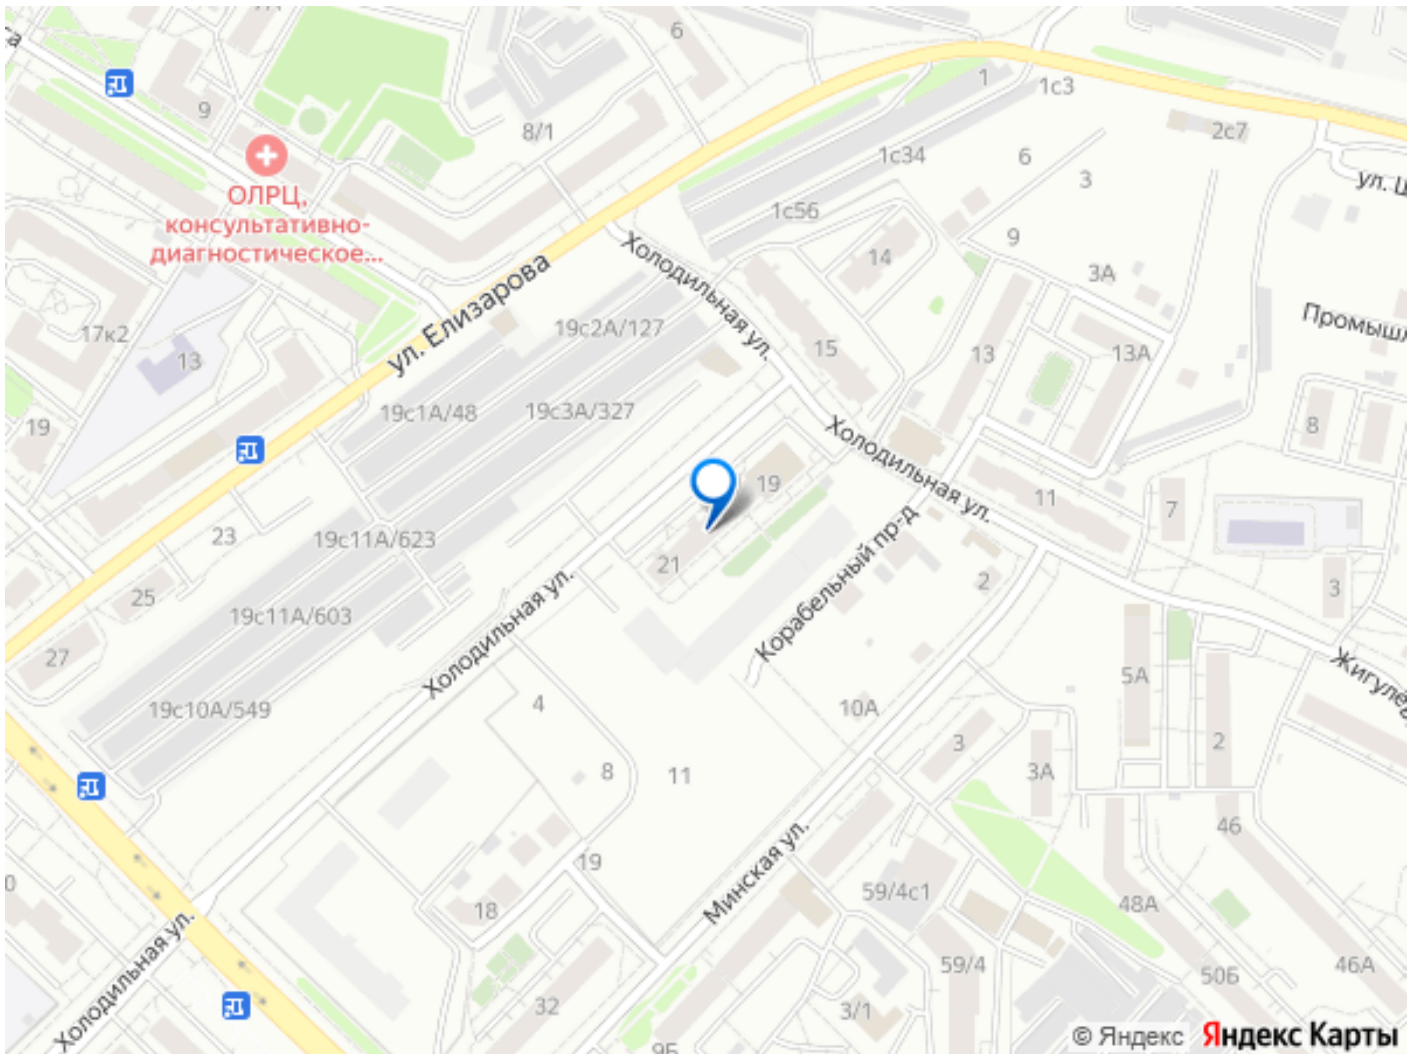 6
9
8/1
ОЛРЦ,
консультативно-
диагностическое...
1
1с3
2с7
1с34
6
3
ул. Ш
1с56
9
14
3А
Холодильная ул.
ул. Елизарова
19с2А/127
17к2
13
15
13
13А
Промышл
19с1А/48
19с3А/327
19
8
Холодильная ул.
19
11
7
23
19с11А/623
21
Корабельный пр-д
2
3
25
19с11А/603
Холодильная ул.
27
5А
Жигулёв
19с10А/549
4
10А
3
2
3А
8
11
46
Минская ул.
19
59/4с1
48А
18
Холодильная ул.
59/4
50Б
46А
32
3/1
9Б
© Яндекс Яндекс Карты